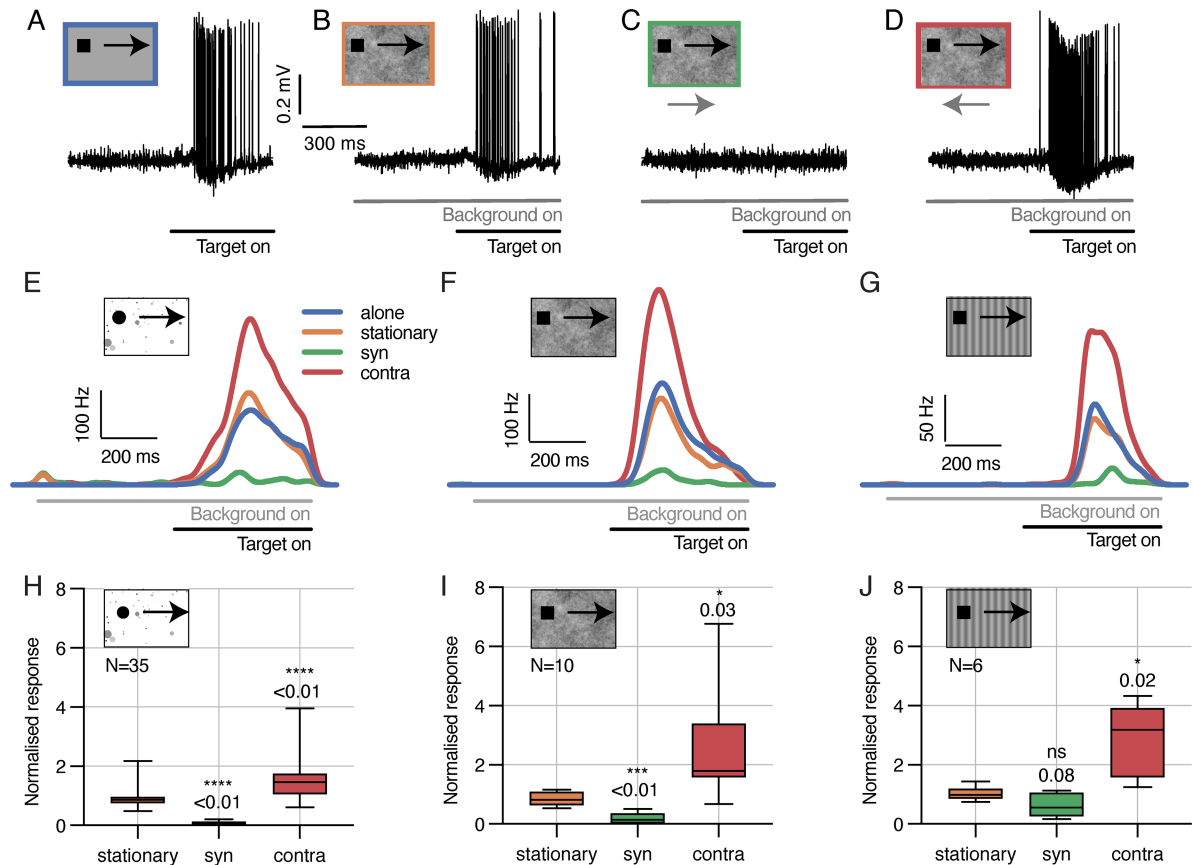 A
B
C
D
0.2 mV
300 ms
Background on
Background on
Background on
Target on
Target on
Target on
Target on
E
F
G
alone
stationary
syn
contra
100 Hz
200 ms
100 Hz
200 ms
50 Hz
200 ms
Background on
Background on
Background on
Target on
Target on
Target on
H
Normalised response
8
6
4
2
0
N=35
****
<0.01
****
<0.01
stationary
syn
contra
I
Normalised response
8
6
4
2
0
N=10
***
<0.01
*
0.03
stationary
syn
contra
J
Normalised response
8
6
4
2
0
N=6
ns
0.08
*
0.02
stationary
syn
contra